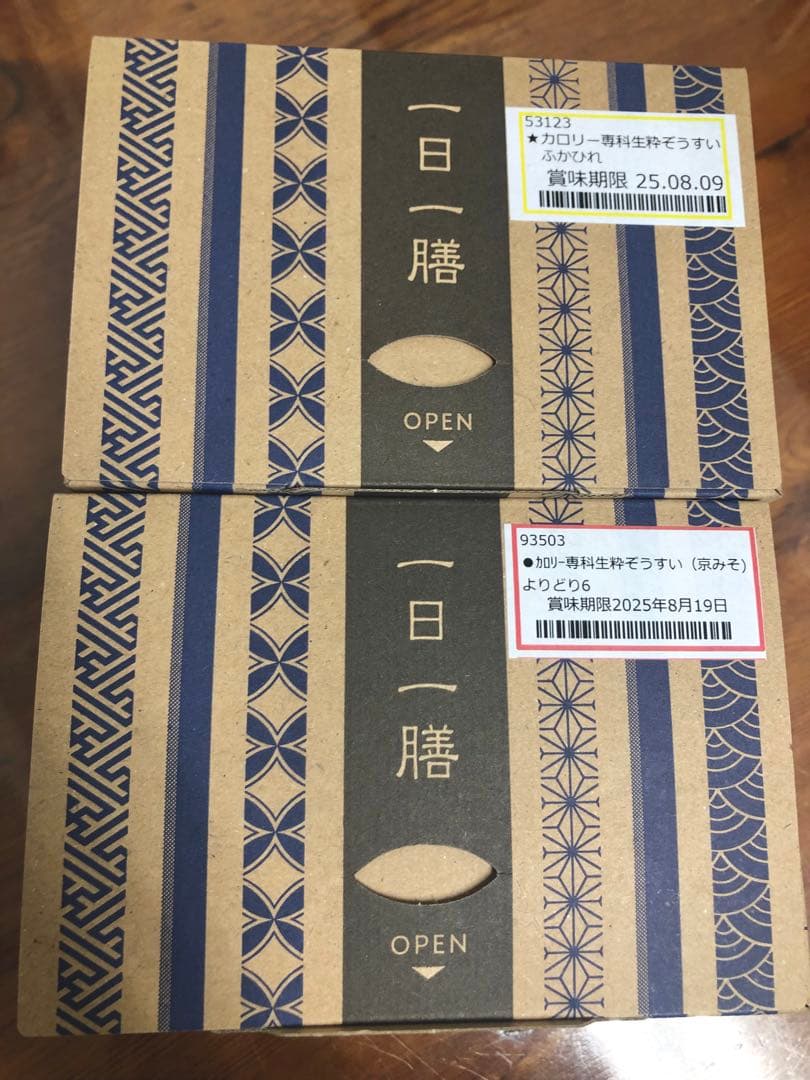 一日一膳
OPEN
53123
★カロリー専科生粋ぞうすい
ふかひれ
賞味期限 25.08.09
一日一膳
OPEN
93503
●ｶﾛﾘｰ専科生粋ぞうすい（京みそ）
よりどり6
賞味期限2025年8月19日